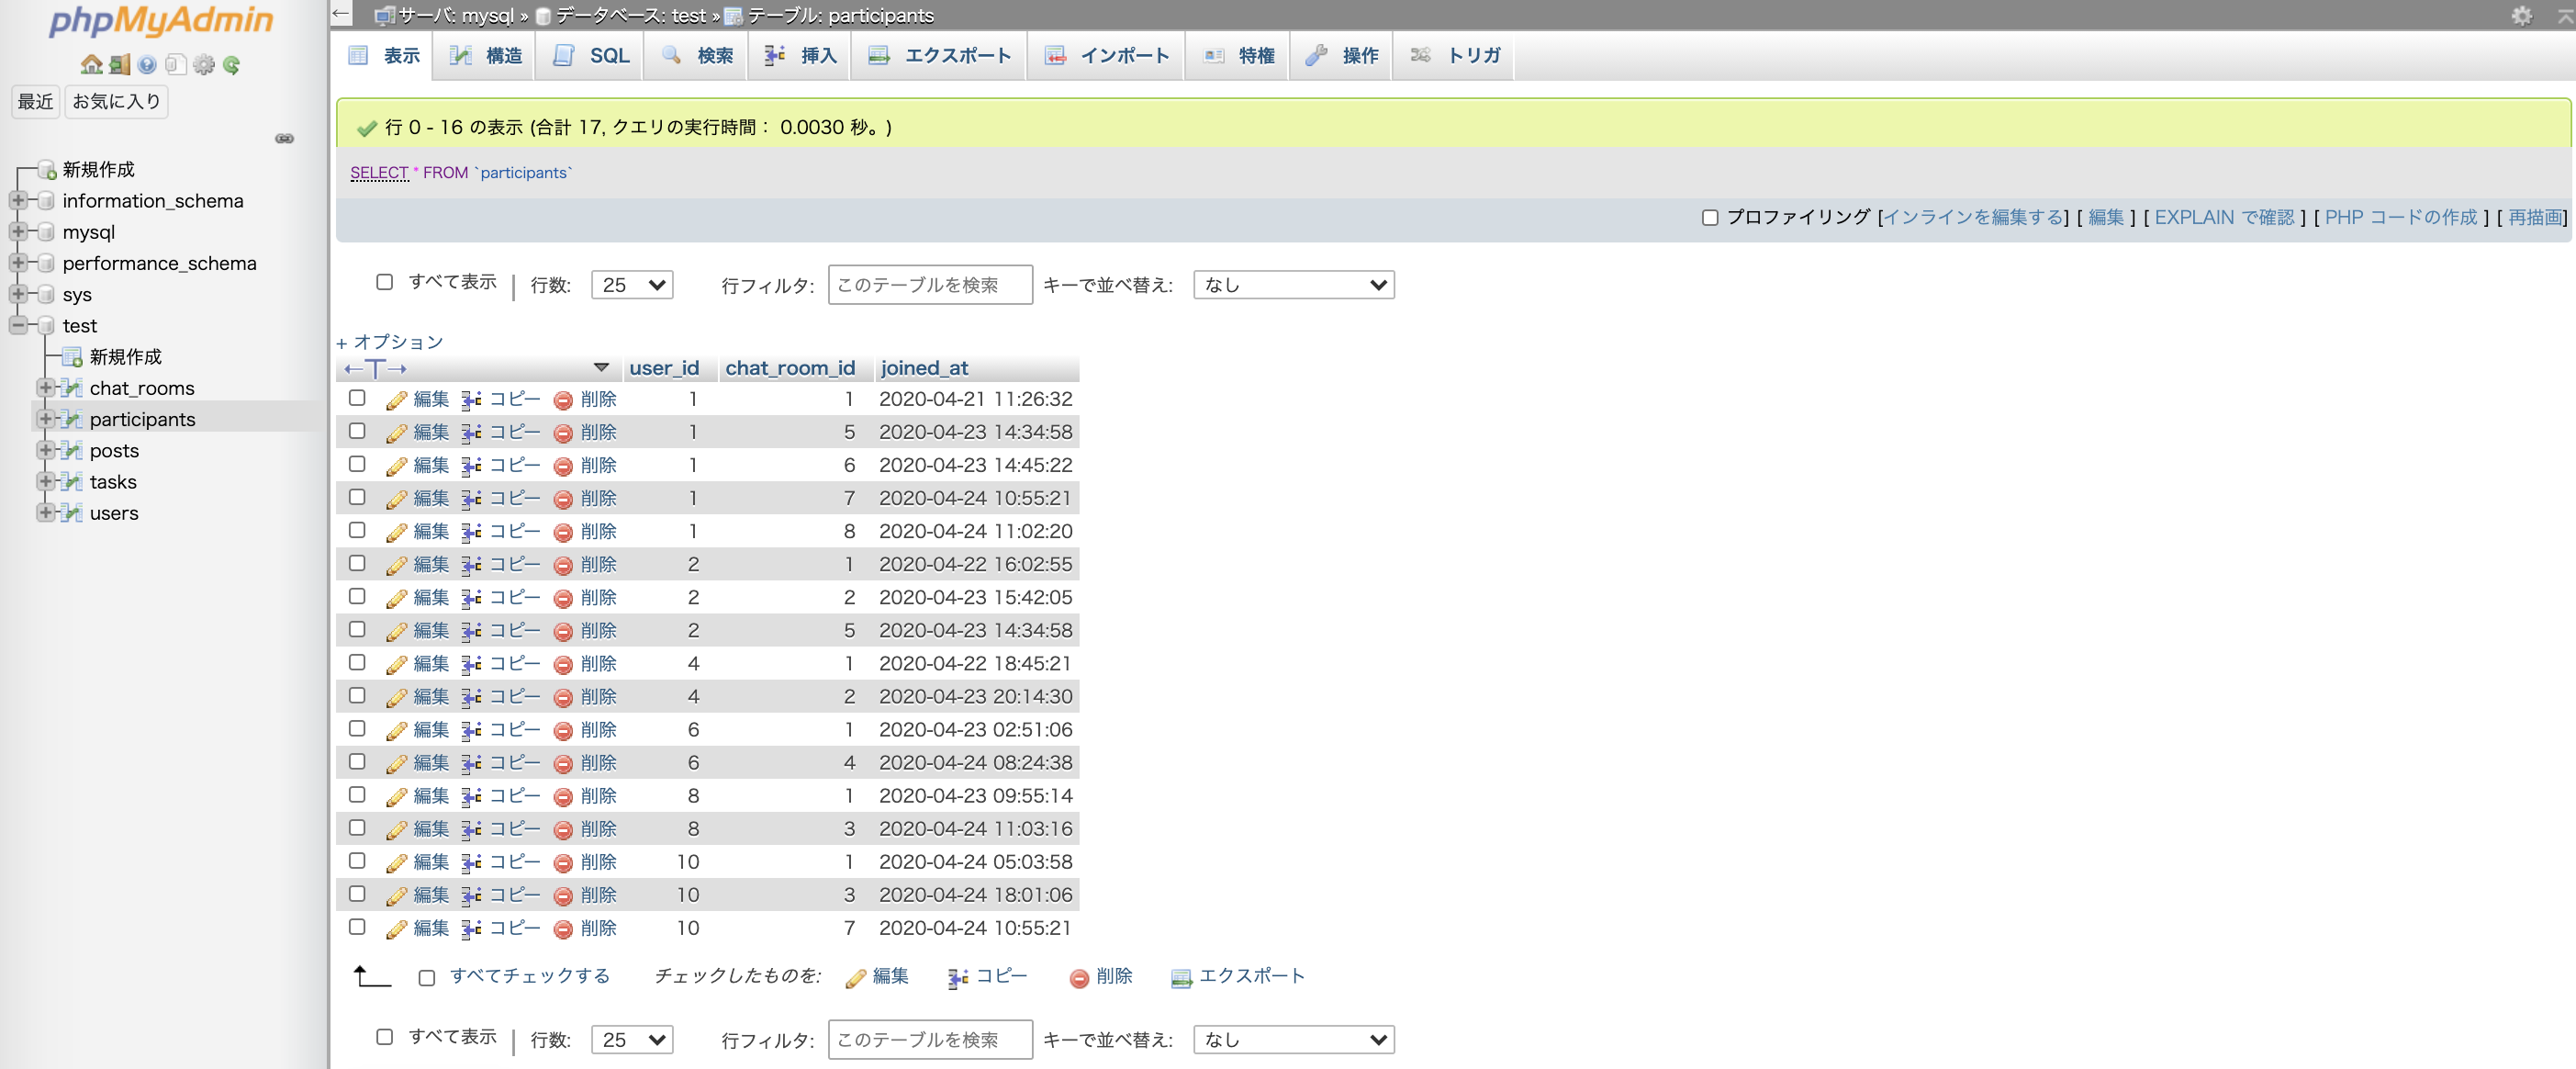 phpMyAdmin
最近 お気に入り
新規作成
information_schema
mysql
performance_schema
sys
test
新規作成
chat_rooms
participants
posts
tasks
users
← サーバ: mysql » データベース: test » テーブル: participants
表示 構造 SQL 検索 挿入 エクスポート インポート 特権 操作 トリガ
行 0 - 16 の表示 (合計 17, クエリの実行時間： 0.0030 秒。)
SELECT * FROM `participants`
プロファイリング [インラインを編集する] [ 編集 ] [ EXPLAIN で確認 ] [ PHP コードの作成 ] [ 再描画]
すべて表示 | 行数: 25 行フィルタ: このテーブルを検索 キーで並べ替え: なし
+ オプション
←T→ user_id chat_room_id joined_at
編集 コピー 削除 1 1 2020-04-21 11:26:32
編集 コピー 削除 1 5 2020-04-23 14:34:58
編集 コピー 削除 1 6 2020-04-23 14:45:22
編集 コピー 削除 1 7 2020-04-24 10:55:21
編集 コピー 削除 1 8 2020-04-24 11:02:20
編集 コピー 削除 2 1 2020-04-22 16:02:55
編集 コピー 削除 2 2 2020-04-23 15:42:05
編集 コピー 削除 2 5 2020-04-23 14:34:58
編集 コピー 削除 4 1 2020-04-22 18:45:21
編集 コピー 削除 4 2 2020-04-23 20:14:30
編集 コピー 削除 6 1 2020-04-23 02:51:06
編集 コピー 削除 6 4 2020-04-24 08:24:38
編集 コピー 削除 8 1 2020-04-23 09:55:14
編集 コピー 削除 8 3 2020-04-24 11:03:16
編集 コピー 削除 10 1 2020-04-24 05:03:58
編集 コピー 削除 10 3 2020-04-24 18:01:06
編集 コピー 削除 10 7 2020-04-24 10:55:21
すべてチェックする チェックしたものを: 編集 コピー 削除 エクスポート
すべて表示 | 行数: 25 行フィルタ: このテーブルを検索 キーで並べ替え: なし